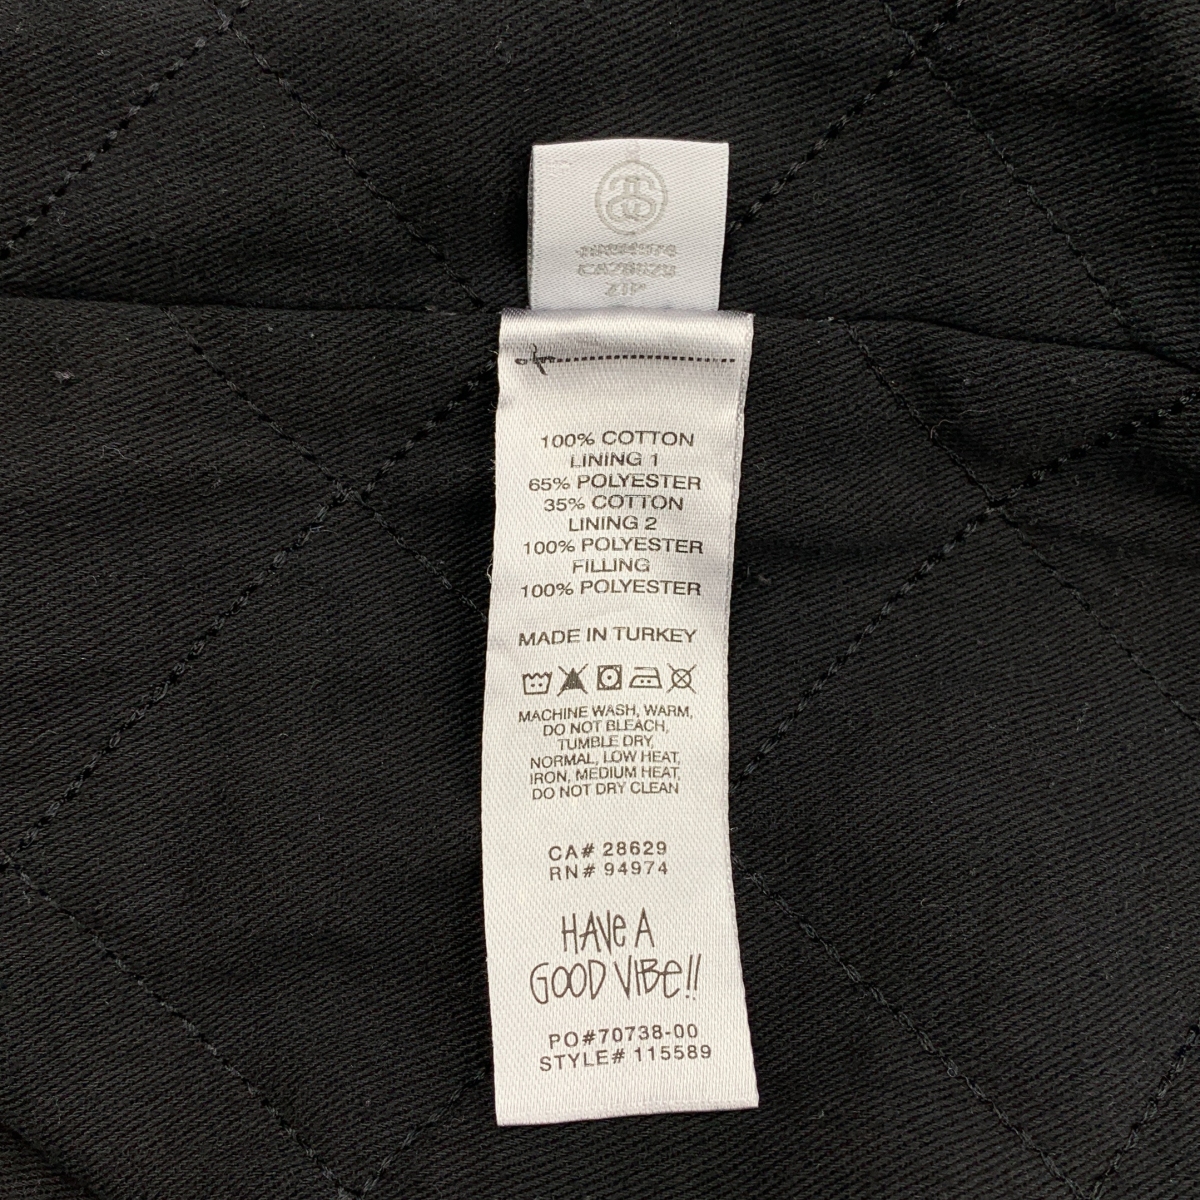 100% COTTON
LINING 1
65% POLYESTER
35% COTTON
LINING 2
100% POLYESTER
FILLING
100% POLYESTER
MADE IN TURKEY
MACHINE WASH, WARM,
DO NOT BLEACH,
TUMBLE DRY,
NORMAL, LOW HEAT,
IRON, MEDIUM HEAT,
DO NOT DRY CLEAN
CA# 28629
RN# 94974
HAVe A
GOOD VIBe!!
PO#70738-00
STYLE# 115589